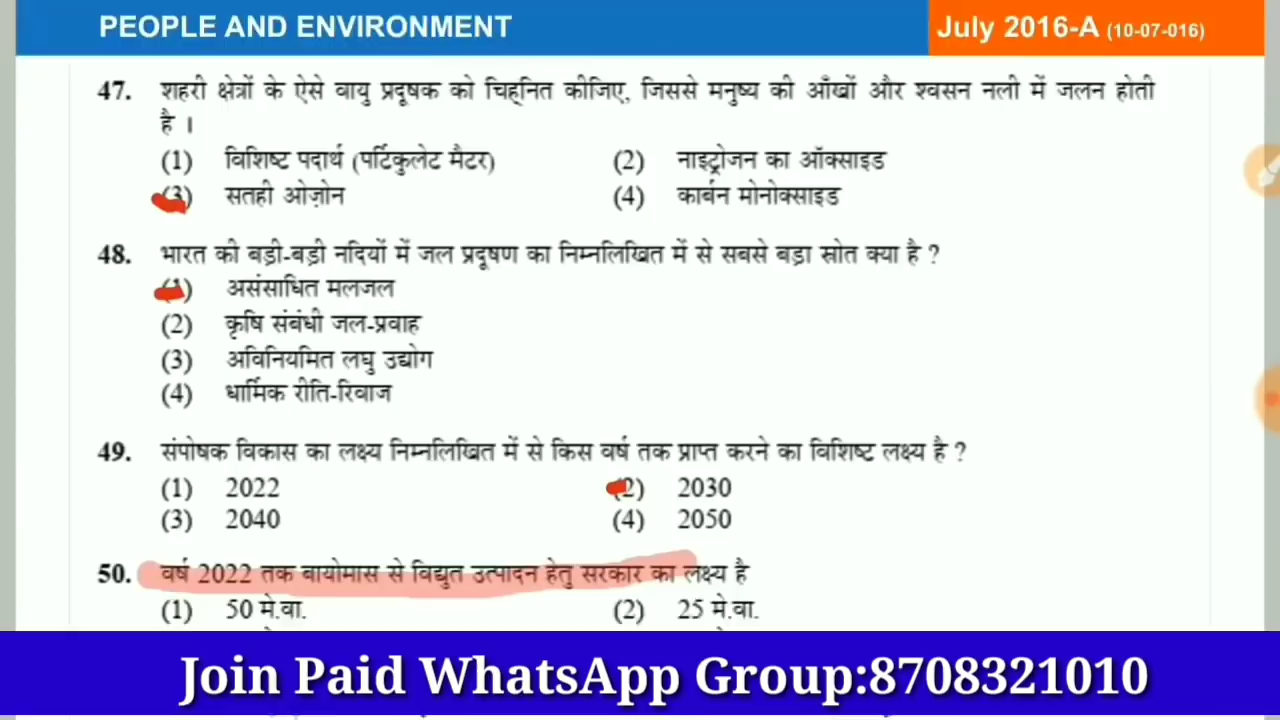 PEOPLE AND ENVIRONMENT
July 2016-A (10-07-016)
47. शहरी क्षेत्रों के ऐसे वायु प्रदूषक को चिह्नित कीजिए, जिससे मनुष्य की आँखों और श्वसन नली में जलन होती
है ।
(1) विशिष्ट पदार्थ (पर्टिकुलेट मैटर) (2) नाइट्रोजन का ऑक्साइड
(3) सतही ओज़ोन (4) कार्बन मोनोक्साइड
48. भारत की बड़ी-बड़ी नदियों में जल प्रदूषण का निम्नलिखित में से सबसे बड़ा स्रोत क्या है ?
(1) असंसाधित मलजल
(2) कृषि संबंधी जल-प्रवाह
(3) अविनियमित लघु उद्योग
(4) धार्मिक रीति-रिवाज
49. संपोषक विकास का लक्ष्य निम्नलिखित में से किस वर्ष तक प्राप्त करने का विशिष्ट लक्ष्य है ?
(1) 2022 (2) 2030
(3) 2040 (4) 2050
50. वर्ष 2022 तक बायोमास से विद्युत उत्पादन हेतु सरकार का लक्ष्य है
(1) 50 मे.वा. (2) 25 मे.वा.
Join Paid WhatsApp Group:8708321010